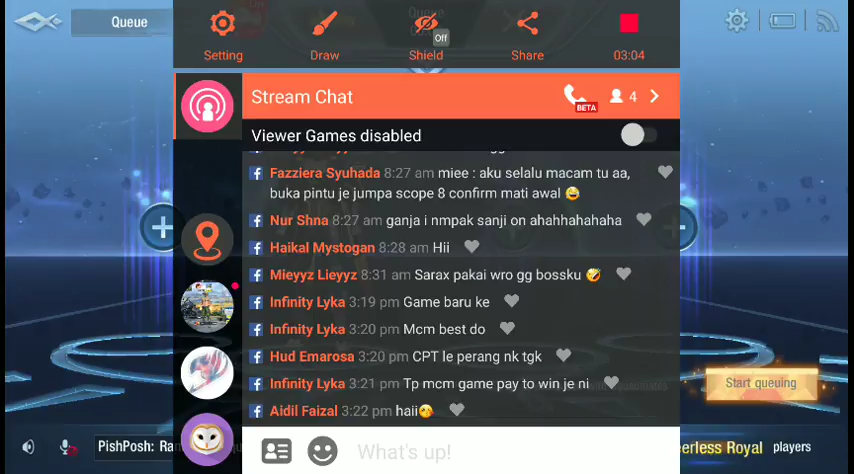 Queue
Setting
Draw
Off
Shield
Share
03:04
Stream Chat
BETA
4
Viewer Games disabled
Fazziera Syuhada 8:27 am miee : aku selalu macam tu aa,
buka pintu je jumpa scope 8 confirm mati awal 😂
Nur Shna 8:27 am ganja i nmpak sanji on ahahhahahaha
Haikal Mystogan 8:28 am Hii
Mieyyz Lieyyz 8:31 am Sarax pakai wro gg bossku 🤣
Infinity Lyka 3:19 pm Game baru ke
Infinity Lyka 3:20 pm Mcm best do
Hud Emarosa 3:20 pm CPT le perang nk tgk
Infinity Lyka 3:21 pm Tp mcm game pay to win je ni
Start queuing
Aidil Faizal 3:22 pm haii
PishPosh:
Royal players
What's up!